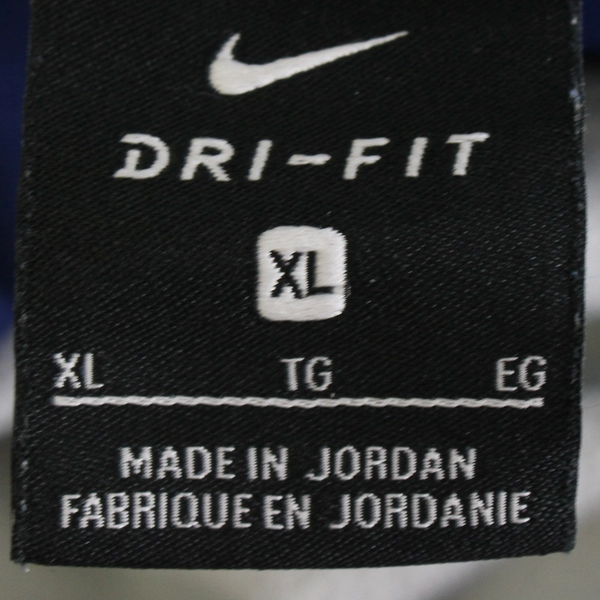 DRI-FIT
XL
XL TG EG
MADE IN JORDAN
FABRIQUE EN JORDANIE